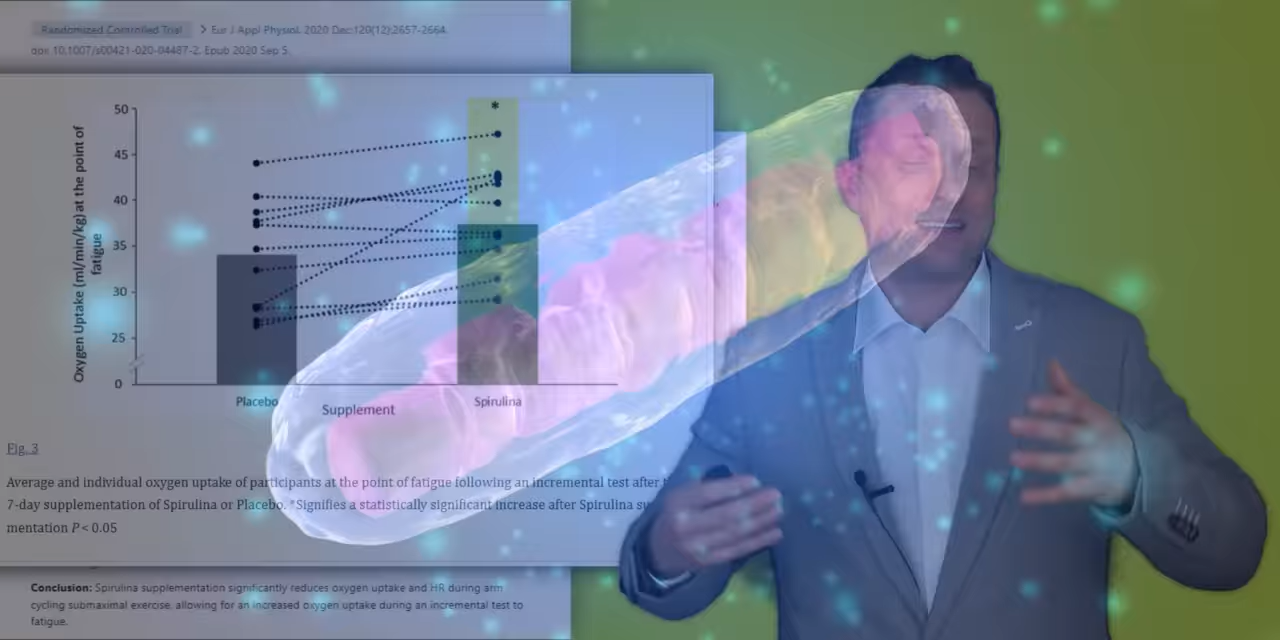 Randomized Controlled Trial > Eur J Appl Physiol. 2020 Dec;120(12):2657-2664.
doi: 10.1007/s00421-020-04487-2. Epub 2020 Sep 5.
Oxygen Uptake (ml/min/kg) at the point of
fatigue
50
45
40
35
30
25
0
*
Placebo
Supplement
Spirulina
Fig. 3
Average and individual oxygen uptake of participants at the point of fatigue following an incremental test after
7-day supplementation of Spirulina or Placebo. *Signifies a statistically significant increase after Spirulina
mentation P < 0.05
Conclusion: Spirulina supplementation significantly reduces oxygen uptake and HR during arm
cycling submaximal exercise, allowing for an increased oxygen uptake during an incremental test to
fatigue.